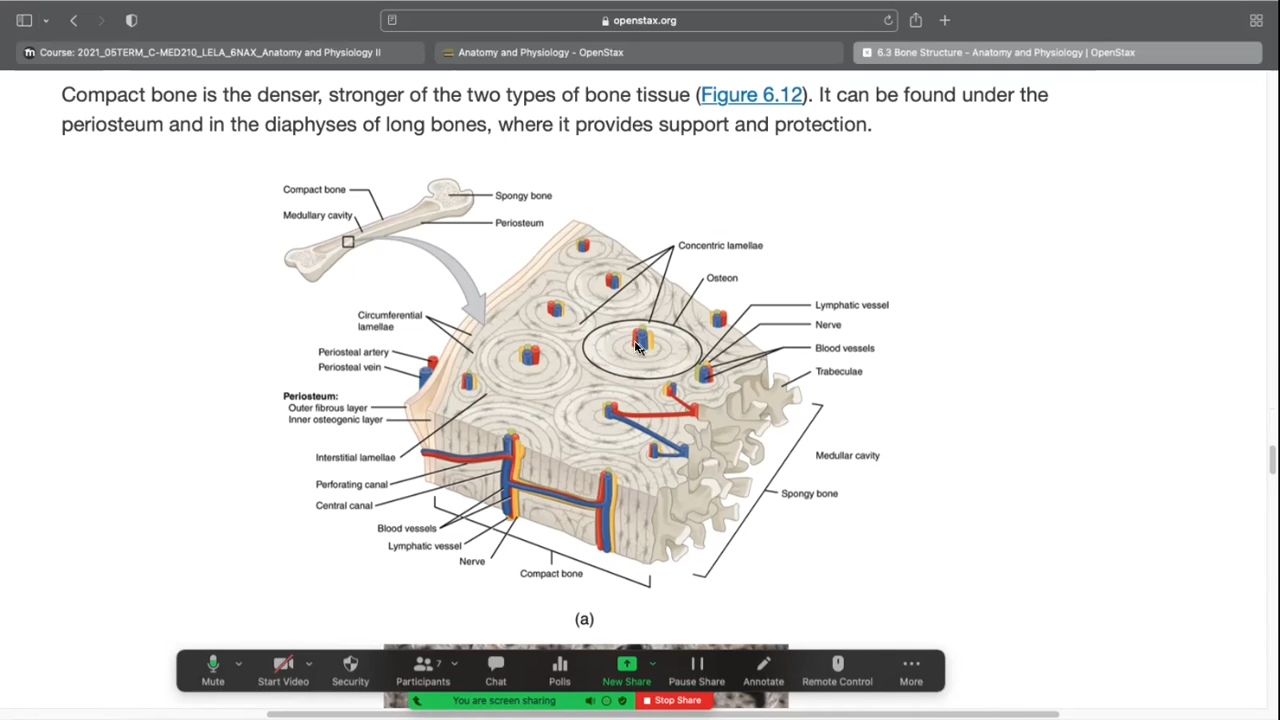 openstax.org
Course: 2021_05TERM_C-MED210_LELA_6NAX_Anatomy and Physiology II
Anatomy and Physiology - OpenStax
6.3 Bone Structure - Anatomy and Physiology | OpenStax
Compact bone is the denser, stronger of the two types of bone tissue (Figure 6.12). It can be found under the
periosteum and in the diaphyses of long bones, where it provides support and protection.
Compact bone
Spongy bone
Medullary cavity
Periosteum
Concentric lamellae
Osteon
Circumferential
lamellae
Lymphatic vessel
Nerve
Blood vessels
Trabeculae
Periosteal artery
Periosteal vein
Periosteum:
Outer fibrous layer
Inner osteogenic layer
Interstitial lamellae
Medullar cavity
Perforating canal
Spongy bone
Central canal
Blood vessels
Lymphatic vessel
Nerve
Compact bone
(a)
7
Mute
Start Video
Security
Participants
Chat
Polls
New Share
Pause Share
Annotate
Remote Control
More
You are screen sharing
Stop Share